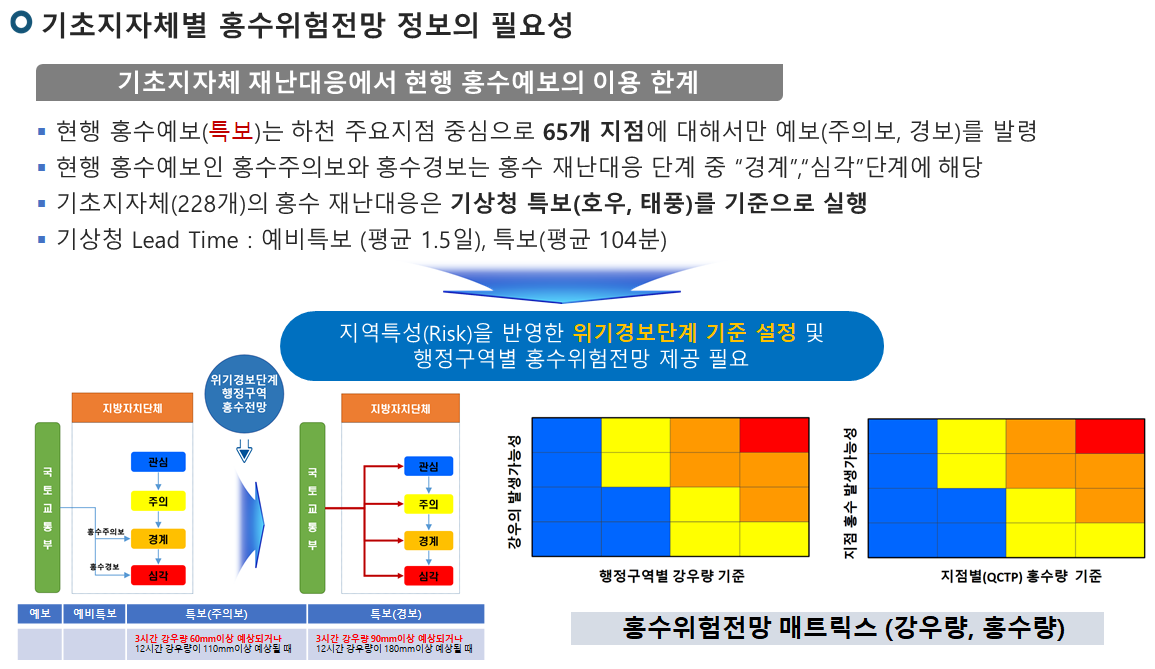 기초지자체별 홍수위험전망 정보의 필요성
기초지자체 재난대응에서 현행 홍수예보의 이용 한계
현행 홍수예보(특보)는 하천 주요지점 중심으로 65개 지점에 대해서만 예보(주의보, 경보)를 발령
현행 홍수예보인 홍수주의보와 홍수경보는 홍수 재난대응 단계 중 “경계”,“심각”단계에 해당
기초지자체(228개)의 홍수 재난대응은 기상청 특보(호우, 태풍)를 기준으로 실행
기상청 Lead Time : 예비특보 (평균 1.5일), 특보(평균 104분)
지역특성(Risk)을 반영한 위기경보단계 기준 설정 및
행정구역별 홍수위험전망 제공 필요
위기경보단계
행정구역
홍수전망
지방자치단체
국토교통부
관심
주의
홍수주의보
경계
홍수경보
심각
지방자치단체
국토교통부
관심
주의
경계
심각
예보 예비특보 특보(주의보) 특보(경보)
3시간 강우량 60mm이상 예상되거나
12시간 강우량이 110mm이상 예상될 때
3시간 강우량 90mm이상 예상되거나
12시간 강우량이 180mm이상 예상될 때
강우의 발생가능성
행정구역별 강우량 기준
지점 홍수 발생가능성
지점별(QCTP) 홍수량 기준
홍수위험전망 매트릭스 (강우량, 홍수량)